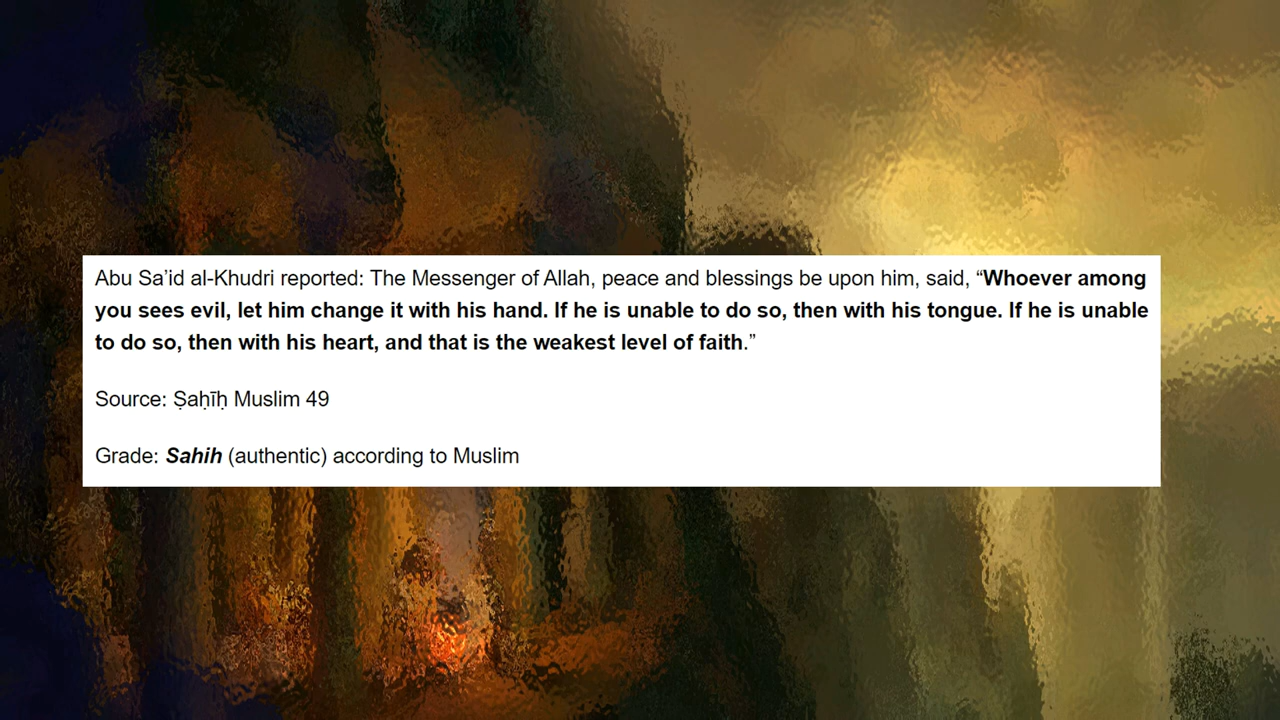 Abu Sa’id al-Khudri reported: The Messenger of Allah, peace and blessings be upon him, said, “Whoever among
you sees evil, let him change it with his hand. If he is unable to do so, then with his tongue. If he is unable
to do so, then with his heart, and that is the weakest level of faith.”
Source: Ṣaḥīḥ Muslim 49
Grade: Sahih (authentic) according to Muslim